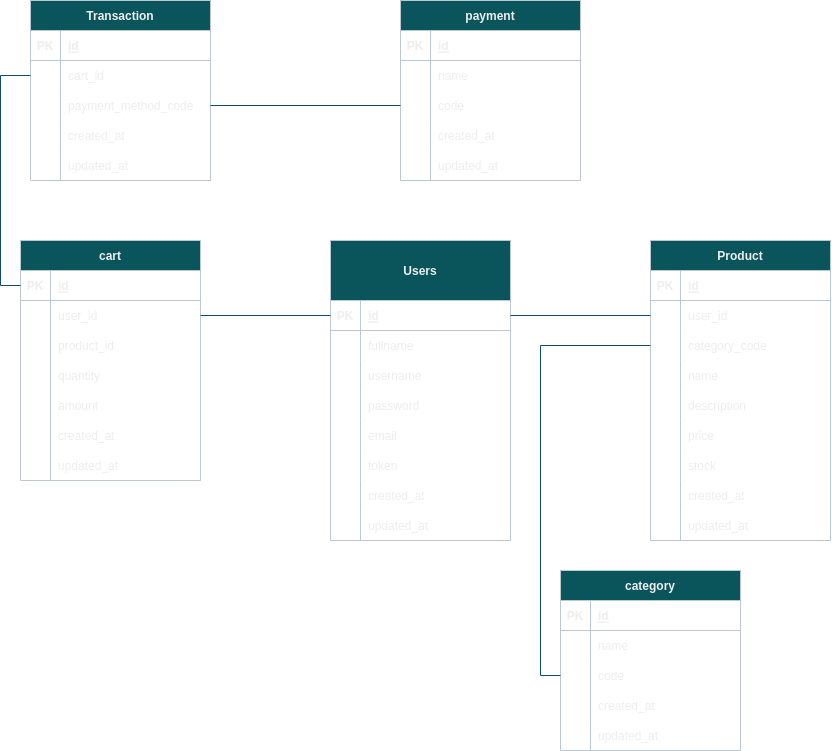 Transaction
PK id
cart_id
payment_method_code
created_at
updated_at
payment
PK id
name
code
created_at
updated_at
cart
PK id
user_id
product_id
quantity
amount
created_at
updated_at
Users
PK id
fullname
username
password
email
token
created_at
updated_at
Product
PK id
user_id
category_code
name
description
price
stock
created_at
updated_at
category
PK id
name
code
created_at
updated_at